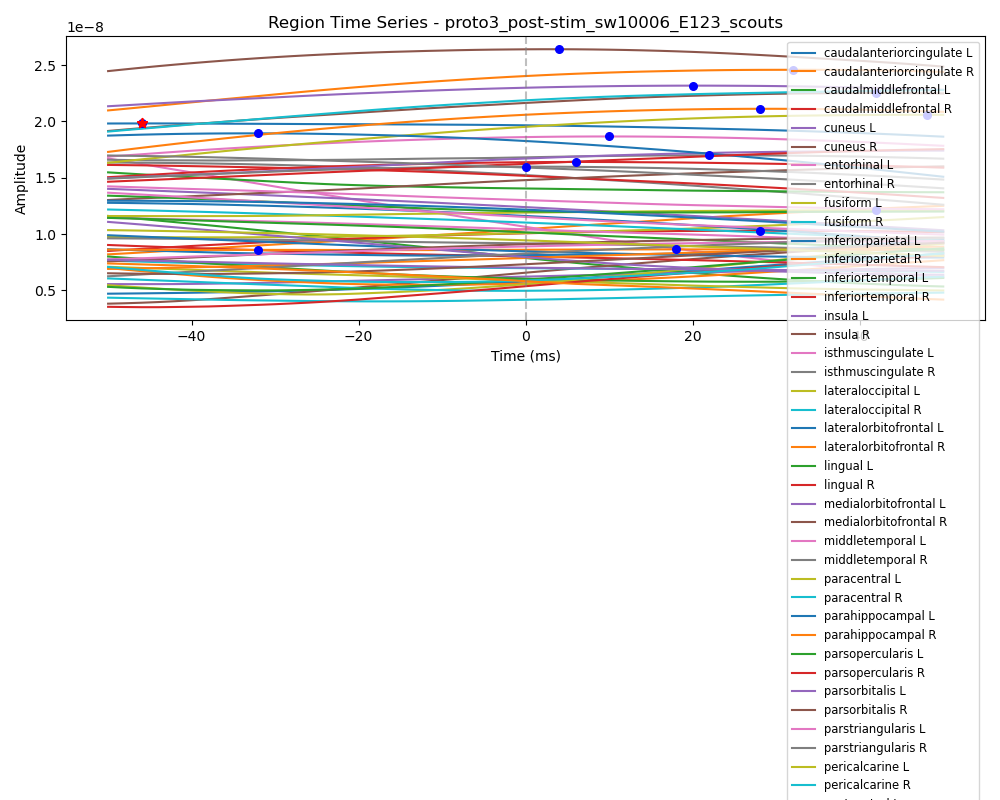 Region Time Series - proto3_post-stim_sw10006_E123_scouts
1e−8
2.5
2.0
1.5
1.0
0.5
Amplitude
−40
−20
0
20
Time (ms)
caudalanteriorcingulate L
caudalanteriorcingulate R
caudalmiddlefrontal L
caudalmiddlefrontal R
cuneus L
cuneus R
entorhinal L
entorhinal R
fusiform L
fusiform R
inferiorparietal L
inferiorparietal R
inferiortemporal L
inferiortemporal R
insula L
insula R
isthmuscingulate L
isthmuscingulate R
lateraloccipital L
lateraloccipital R
lateralorbitofrontal L
lateralorbitofrontal R
lingual L
lingual R
medialorbitofrontal L
medialorbitofrontal R
middletemporal L
middletemporal R
paracentral L
paracentral R
parahippocampal L
parahippocampal R
parsopercularis L
parsopercularis R
parsorbitalis L
parsorbitalis R
parstriangularis L
parstriangularis R
pericalcarine L
pericalcarine R